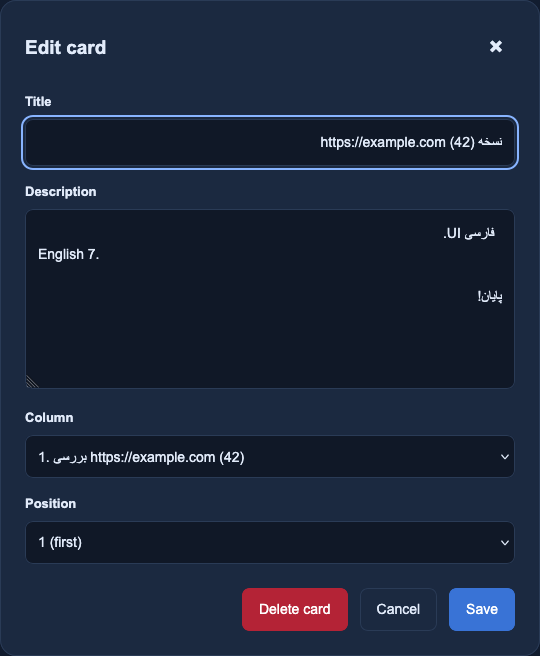 Edit card
Title
نسخه (42) https://example.com
Description
فارسی UI.
English 7.
پایان!
Column
1. بررسی https://example.com (42)
Position
1 (first)
Delete card
Cancel
Save